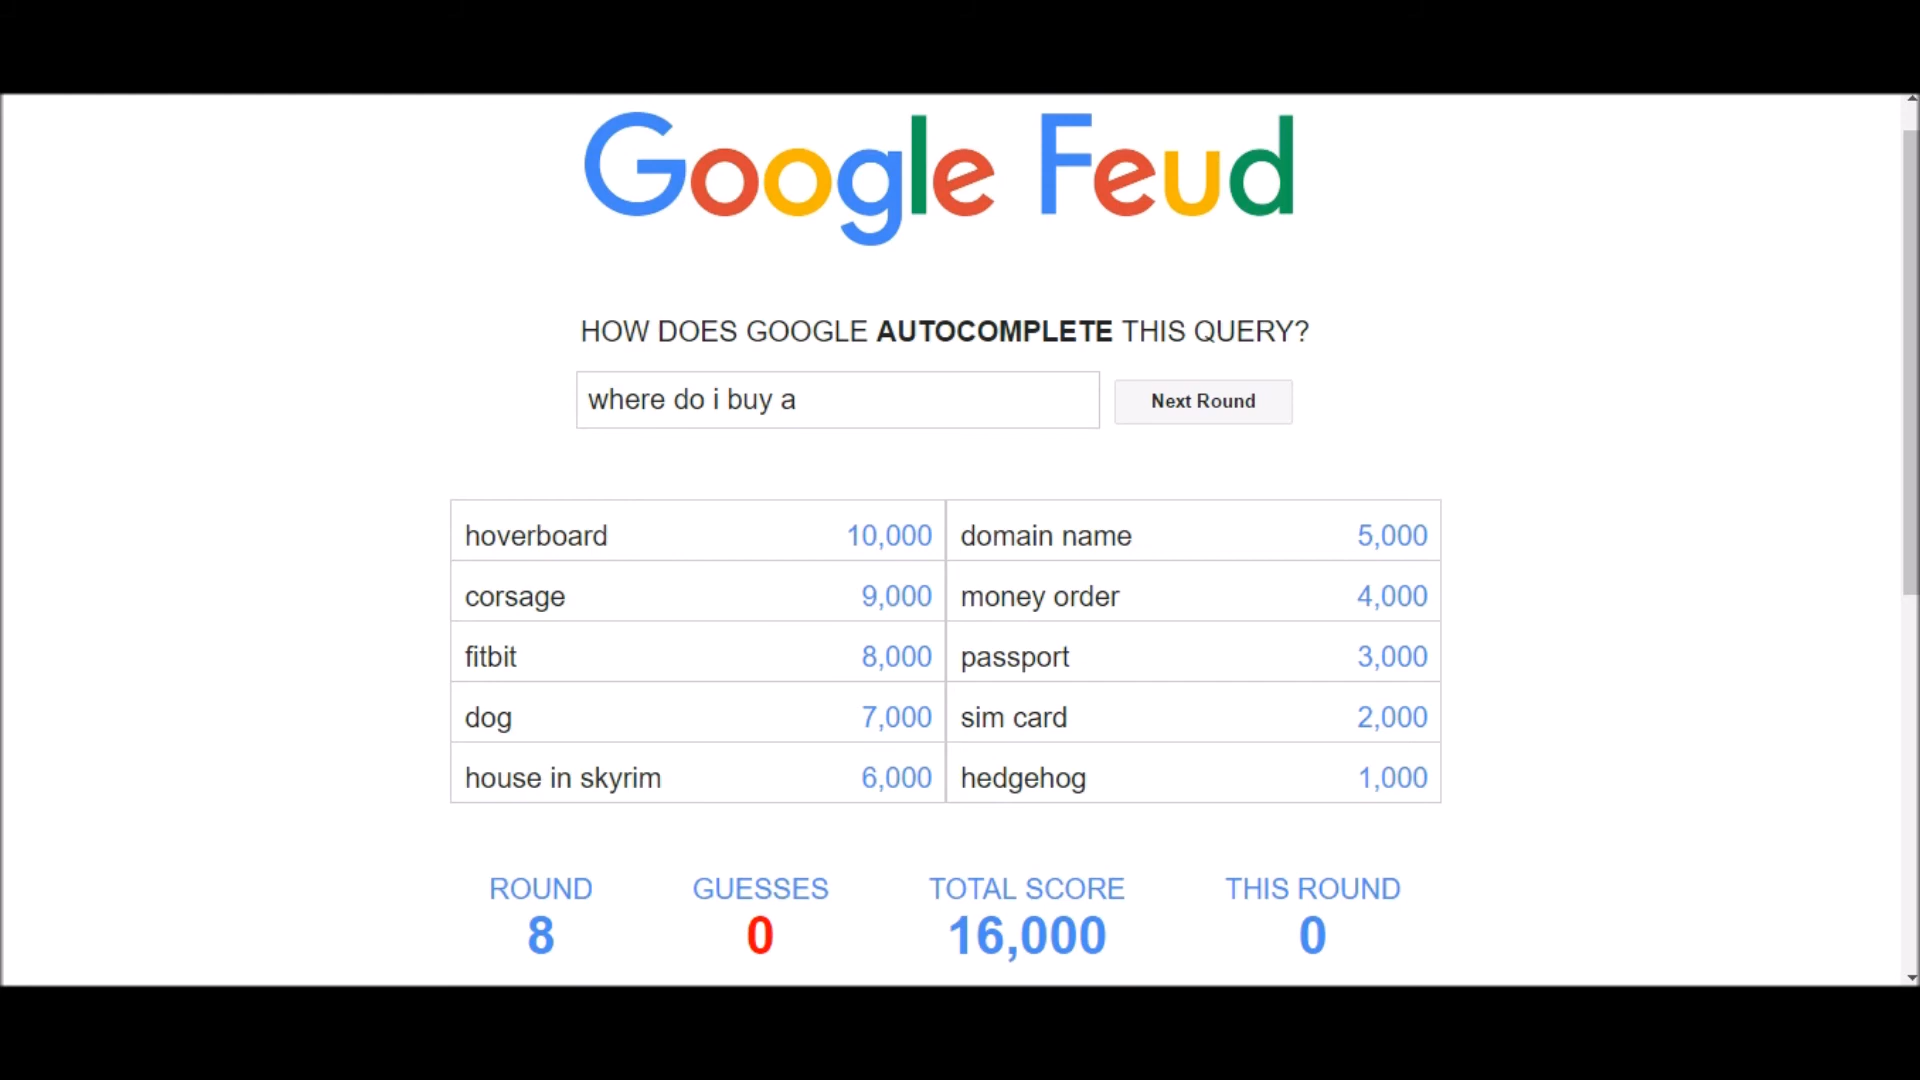 Google Feud
HOW DOES GOOGLE AUTOCOMPLETE THIS QUERY?
where do i buy a
Next Round
hoverboard 10,000 domain name 5,000
corsage 9,000 money order 4,000
fitbit 8,000 passport 3,000
dog 7,000 sim card 2,000
house in skyrim 6,000 hedgehog 1,000
ROUND GUESSES TOTAL SCORE THIS ROUND
8 0 16,000 0